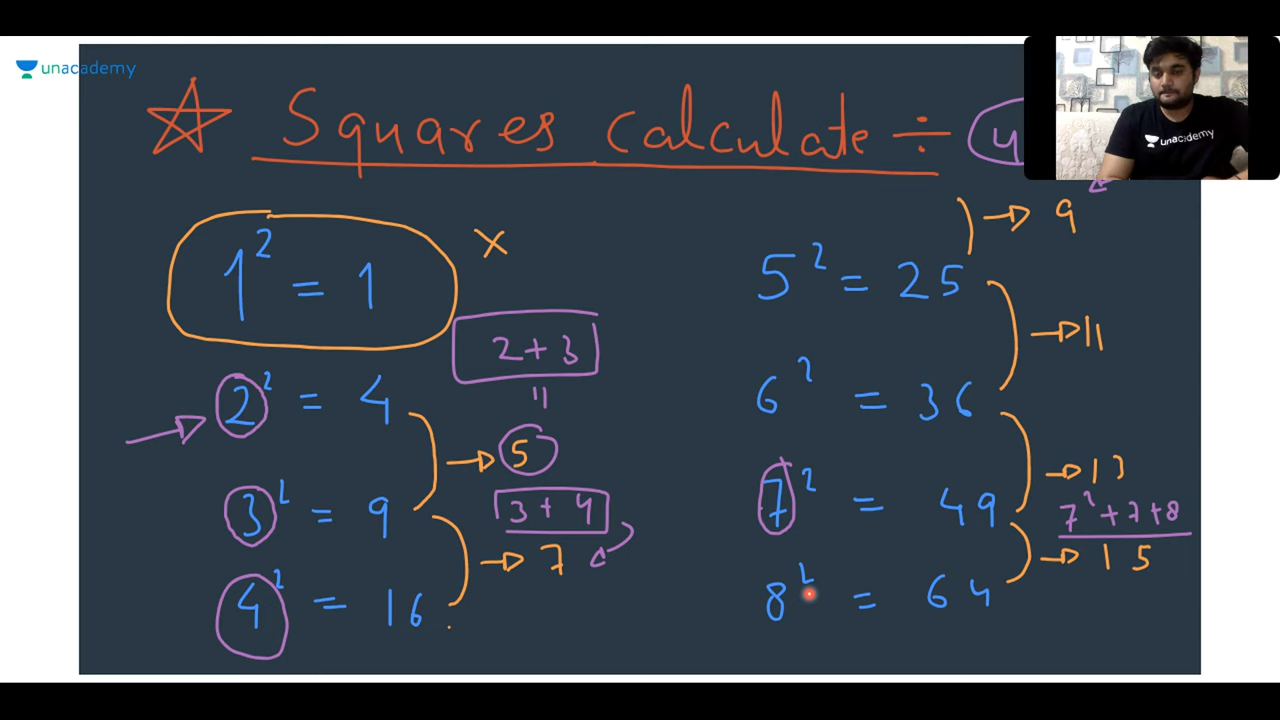 unacademy
☆ Squares calculate ÷ 4
unacademy
1² = 1 ×
2 + 3
=
2² = 4
→ 5
3² = 9
3 + 4
→ 7
4² = 16
→ 9
5² = 25
→ 11
6² = 36
→ 13
7² = 49
7² + 7 + 8
→ 15
8² = 64